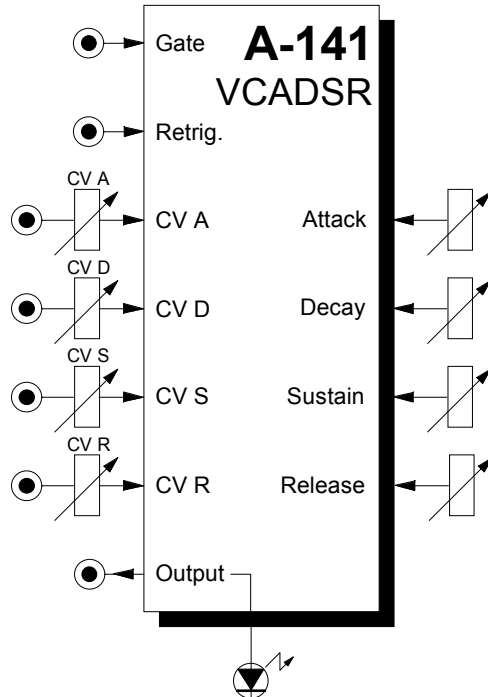 A-141
VCADSR
Gate
Retrig.
CV A
CV A
Attack
CV D
CV D
Decay
CV S
CV S
Sustain
CV R
CV R
Release
Output